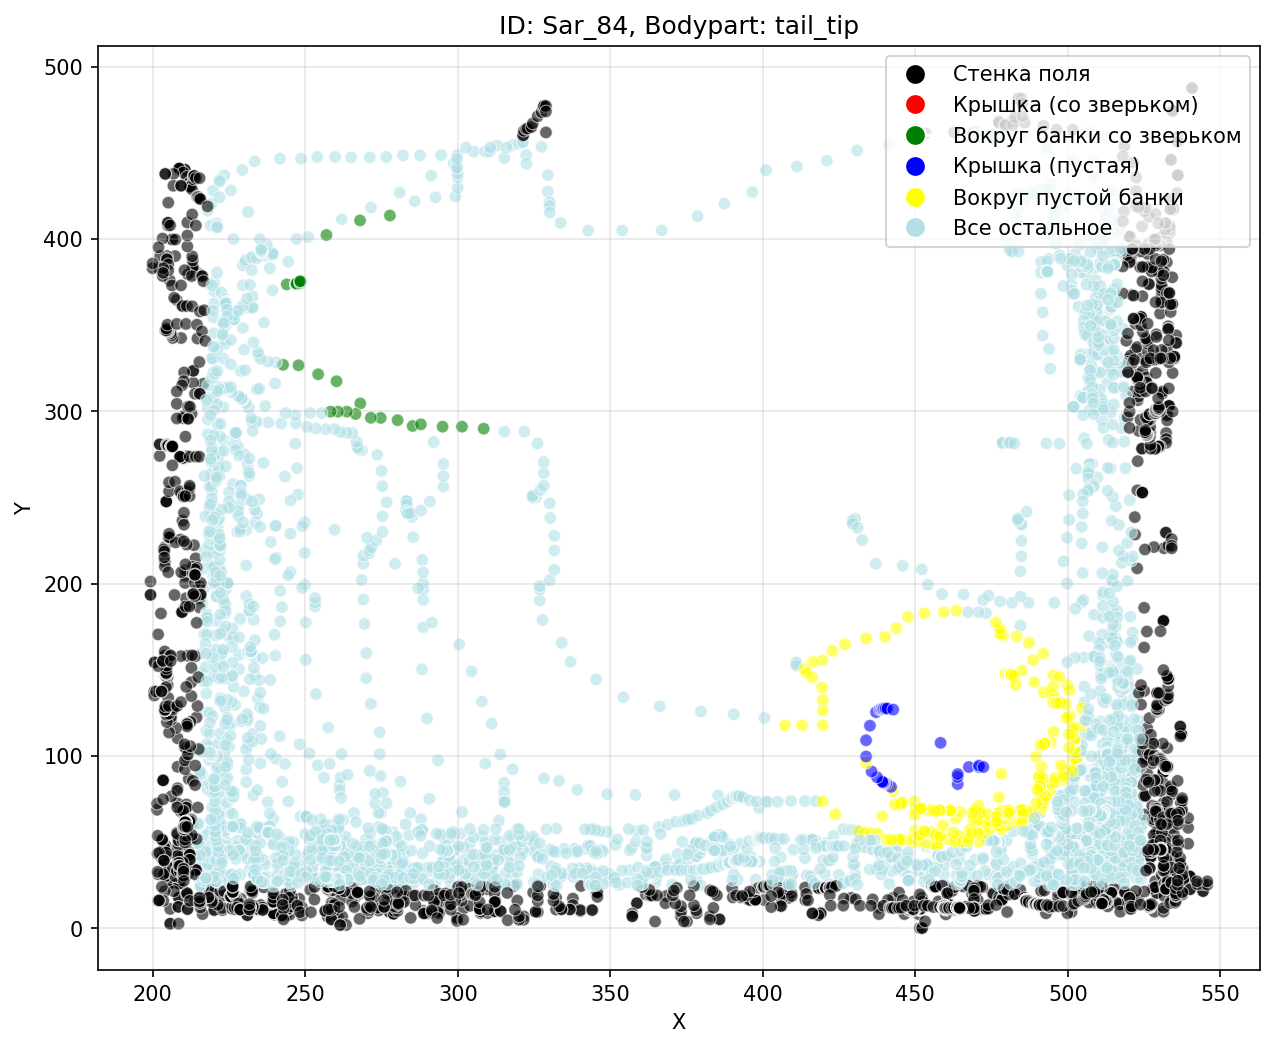 ID: Sar_84, Bodypart: tail_tip
500
400
300
200
100
0
Y
200
250
300
350
400
450
500
550
X
Стенка поля
Крышка (со зверьком)
Вокруг банки со зверьком
Крышка (пустая)
Вокруг пустой банки
Все остальное